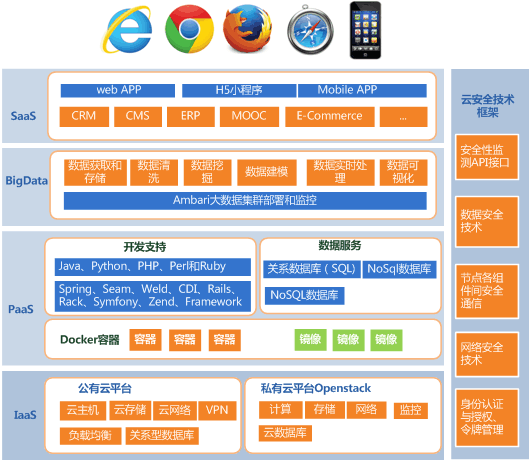 SaaS
web APP
H5小程序
Mobile APP
CRM
CMS
ERP
MOOC
E-Commerce
...
BigData
数据获取和
存储
数据清
洗
数据挖
掘
数据建模
数据实时处
理
数据可
视化
Ambari大数据集群部署和监控
PaaS
开发支持
Java、Python、PHP、Perl和Ruby
Spring、Seam、Weld、CDI、Rails、
Rack、Symfony、Zend、Framework
数据服务
关系数据库（SQL)
NoSql数据库
NoSQL数据库
Docker容器
容器
容器
容器
镜像
镜像
镜像
IaaS
公有云平台
云主机
云存储
云网络
VPN
负载均衡
关系型数据库
私有云平台Openstack
计算
存储
网络
监控
云数据库
云安全技术
框架
安全性监
测API接口
数据安全
技术
节点各组
件间安全
通信
网络安全
技术
身份认证
与授权、
令牌管理